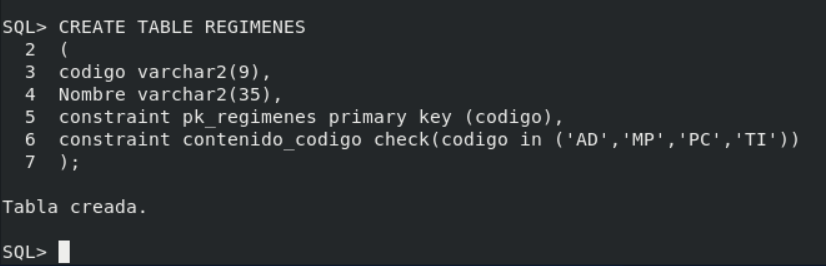 SQL> CREATE TABLE REGIMENES
2 (
3 codigo varchar2(9),
4 Nombre varchar2(35),
5 constraint pk_regimenes primary key (codigo),
6 constraint contenido_codigo check(codigo in ('AD','MP','PC','TI'))
7 );
Tabla creada.
SQL>